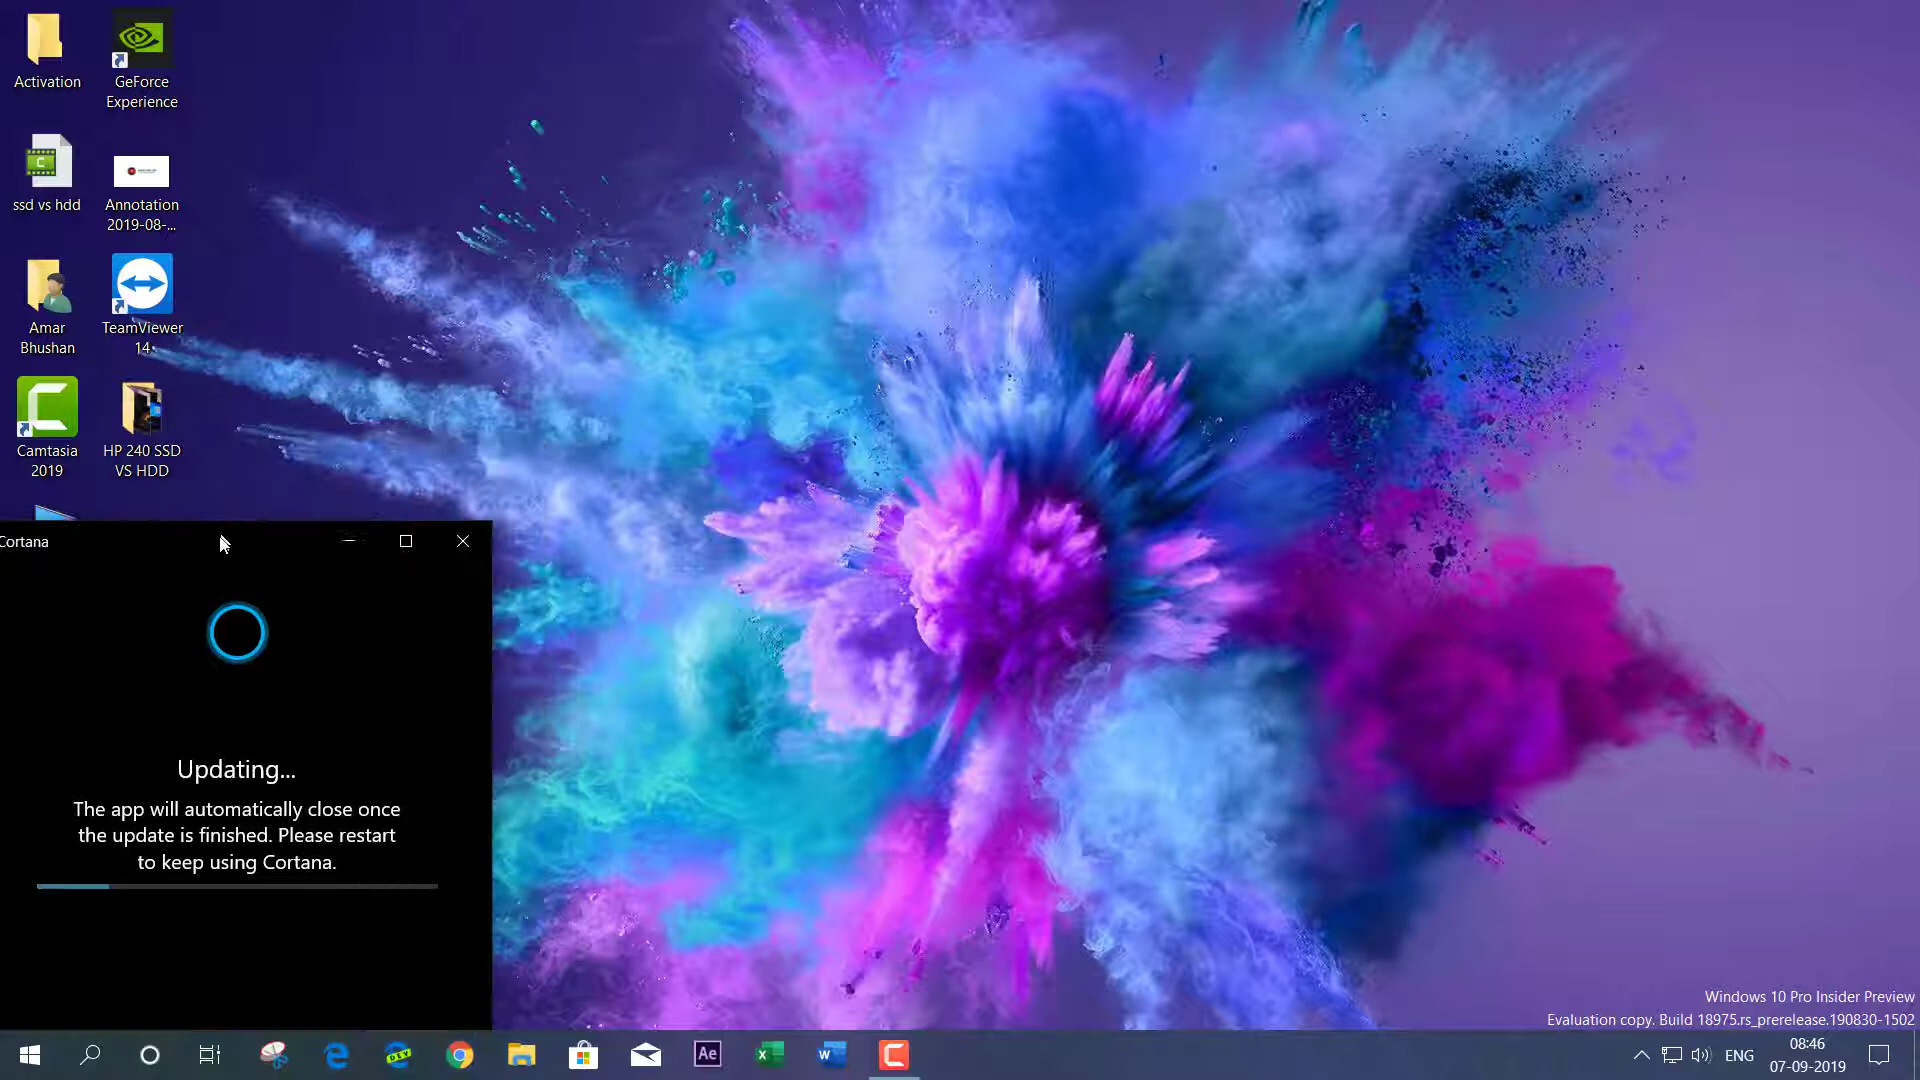 Activation
GeForce
Experience
ssd vs hdd
Annotation
2019-08-...
Amar
Bhushan
TeamViewer
14
Camtasia
2019
HP 240 SSD
VS HDD
Cortana
Updating...
The app will automatically close once
the update is finished. Please restart
to keep using Cortana.
Windows 10 Pro Insider Preview
Evaluation copy. Build 18975.rs_prerelease.190830-1502
DEV
Ae
ENG
08:46
07-09-2019